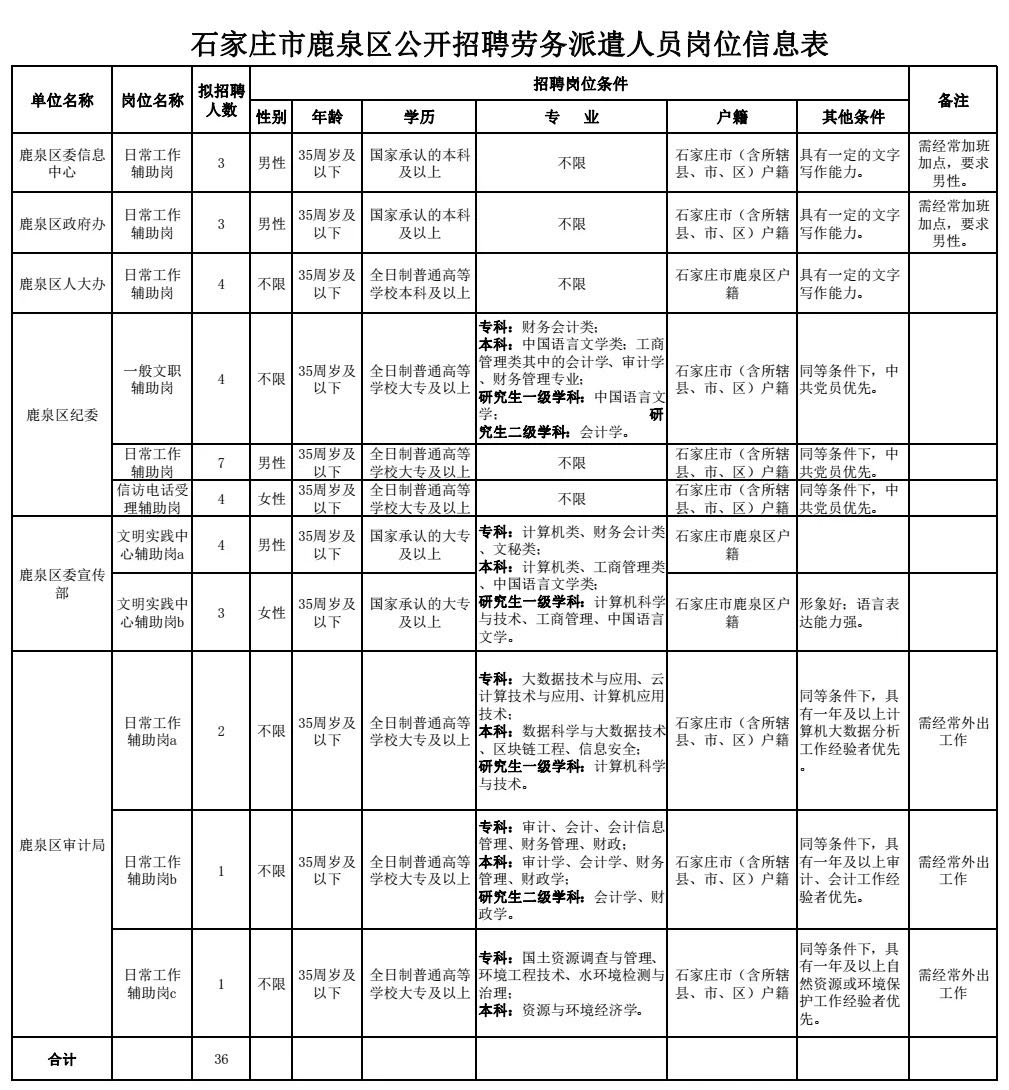 石家庄市鹿泉区公开招聘劳务派遣人员岗位信息表
单位名称
岗位名称
拟招聘
人数
招聘岗位条件
备注
性别
年龄
学历
专 业
户籍
其他条件
鹿泉区委信息
中心
日常工作
辅助岗
3
男性
35周岁及
以下
国家承认的本科
及以上
不限
石家庄市（含所辖
县、市、区）户籍
具有一定的文字
写作能力。
需经常加班
加点，要求
男性。
鹿泉区政府办
日常工作
辅助岗
3
男性
35周岁及
以下
国家承认的本科
及以上
不限
石家庄市（含所辖
县、市、区）户籍
具有一定的文字
写作能力。
需经常加班
加点，要求
男性。
鹿泉区人大办
日常工作
辅助岗
4
不限
35周岁及
以下
全日制普通高等
学校本科及以上
不限
石家庄市鹿泉区户
籍
具有一定的文字
写作能力。
鹿泉区纪委
一般文职
辅助岗
4
不限
35周岁及
以下
全日制普通高等
学校大专及以上
专科：财务会计类；
本科：中国语言文学类；工商
管理类其中的会计学、审计学
、财务管理专业；
研究生一级学科：中国语言文
学； 研
究生二级学科：会计学。
石家庄市（含所辖
县、市、区）户籍
同等条件下，中
共党员优先。
日常工作
辅助岗
7
男性
35周岁及
以下
全日制普通高等
学校大专及以上
不限
石家庄市（含所辖
县、市、区）户籍
同等条件下，中
共党员优先。
信访电话受
理辅助岗
4
女性
35周岁及
以下
全日制普通高等
学校大专及以上
不限
石家庄市（含所辖
县、市、区）户籍
同等条件下，中
共党员优先。
鹿泉区委宣传
部
文明实践中
心辅助岗a
4
男性
35周岁及
以下
国家承认的大专
及以上
专科：计算机类、财务会计类
、文秘类；
本科：计算机类、工商管理类
、中国语言文学类；
研究生一级学科：计算机科学
与技术、工商管理、中国语言
文学。
石家庄市鹿泉区户
籍
文明实践中
心辅助岗b
3
女性
35周岁及
以下
国家承认的大专
及以上
石家庄市鹿泉区户
籍
形象好；语言表
达能力强。
鹿泉区审计局
日常工作
辅助岗a
2
不限
35周岁及
以下
全日制普通高等
学校大专及以上
专科：大数据技术与应用、云
计算技术与应用、计算机应用
技术；
本科：数据科学与大数据技术
、区块链工程、信息安全；
研究生一级学科：计算机科学
与技术。
石家庄市（含所辖
县、市、区）户籍
同等条件下，具
有一年及以上计
算机大数据分析
工作经验者优先
。
需经常外出
工作
日常工作
辅助岗b
1
不限
35周岁及
以下
全日制普通高等
学校大专及以上
专科：审计、会计、会计信息
管理、财务管理、财政；
本科：审计学、会计学、财务
管理、财政学；
研究生二级学科：会计学、财
政学。
石家庄市（含所辖
县、市、区）户籍
同等条件下，具
有一年及以上审
计、会计工作经
验者优先。
需经常外出
工作
日常工作
辅助岗c
1
不限
35周岁及
以下
全日制普通高等
学校大专及以上
专科：国土资源调查与管理、
环境工程技术、水环境检测与
治理；
本科：资源与环境经济学。
石家庄市（含所辖
县、市、区）户籍
同等条件下，具
有一年及以上自
然资源或环境保
护工作经验者优
先。
需经常外出
工作
合计
36